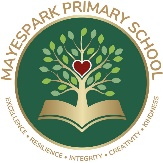 MAYESPARK PRIMARY SCHOOL
EXCELLENCE • RESILIENCE • INTEGRITY • CREATIVITY • KINDNESS